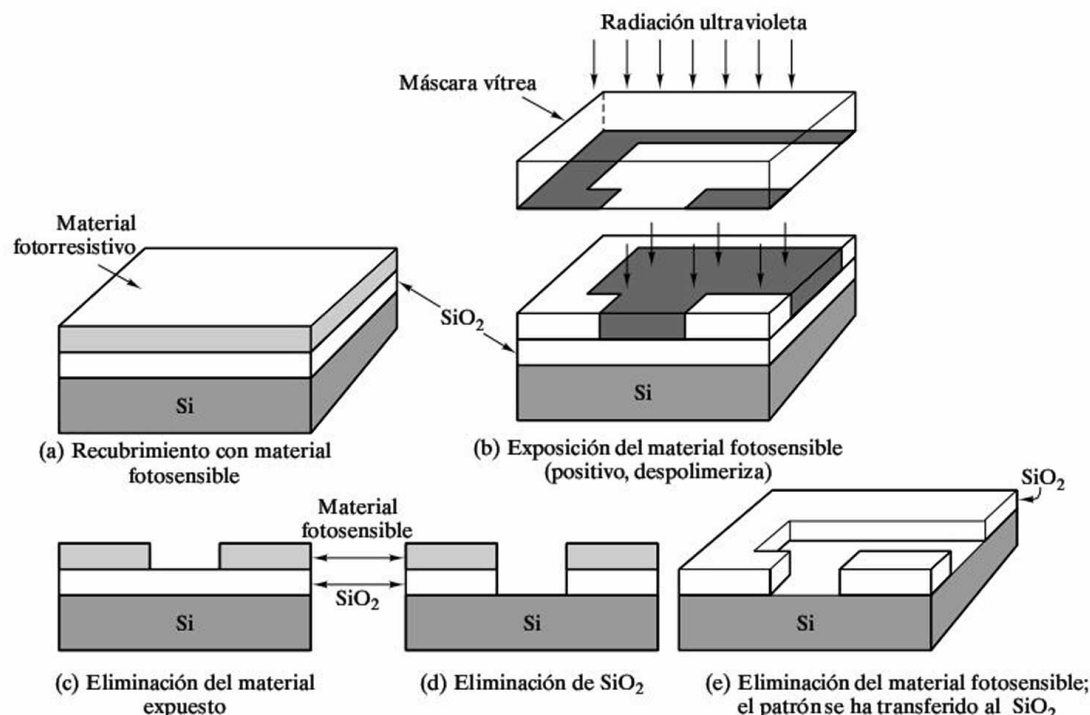 Radiación ultravioleta
Máscara vítrea
Material
fotorresistivo
SiO₂
Si
Si
(a) Recubrimiento con material
fotosensible
(b) Exposición del material fotosensible
(positivo, despolimeriza)
Material
fotosensible
SiO₂
SiO₂
Si
Si
Si
(c) Eliminación del material
expuesto
(d) Eliminación de SiO₂
(e) Eliminación del material fotosensible;
el patrón se ha transferido al SiO₂